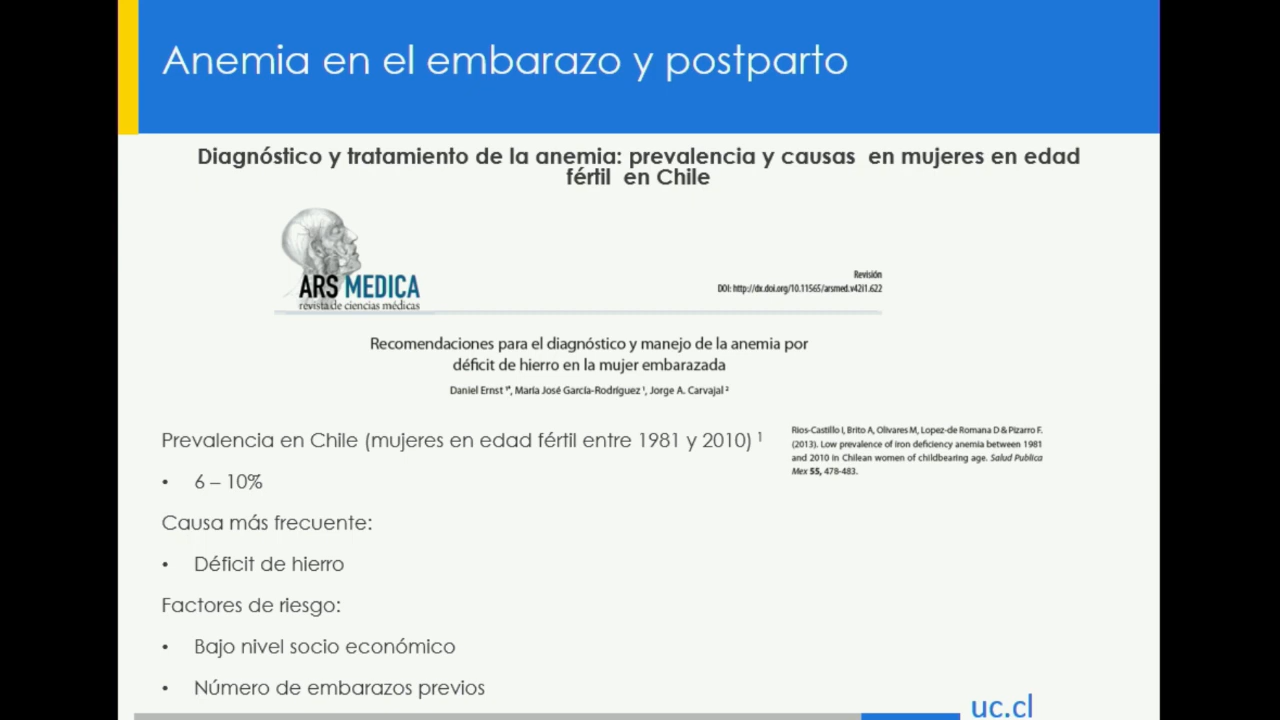 Anemia en el embarazo y postparto
Diagnóstico y tratamiento de la anemia: prevalencia y causas en mujeres en edad
fértil en Chile
ARS MEDICA
revista de ciencias médicas
Revisión
DOI: http://dx.doi.org/10.11565/arsmed.v42i1.622
Recomendaciones para el diagnóstico y manejo de la anemia por
déficit de hierro en la mujer embarazada
Daniel Ernst ¹*, María José García-Rodríguez ¹, Jorge A. Carvajal ²
Prevalencia en Chile (mujeres en edad fértil entre 1981 y 2010) ¹
Rios-Castillo I, Brito A, Olivares M, Lopez-de Romana D & Pizarro F.
(2013). Low prevalence of iron deficiency anemia between 1981
and 2010 in Chilean women of childbearing age. Salud Publica
Mex 55, 478-483.
• 6 – 10%
Causa más frecuente:
• Déficit de hierro
Factores de riesgo:
• Bajo nivel socio económico
• Número de embarazos previos
uc.cl